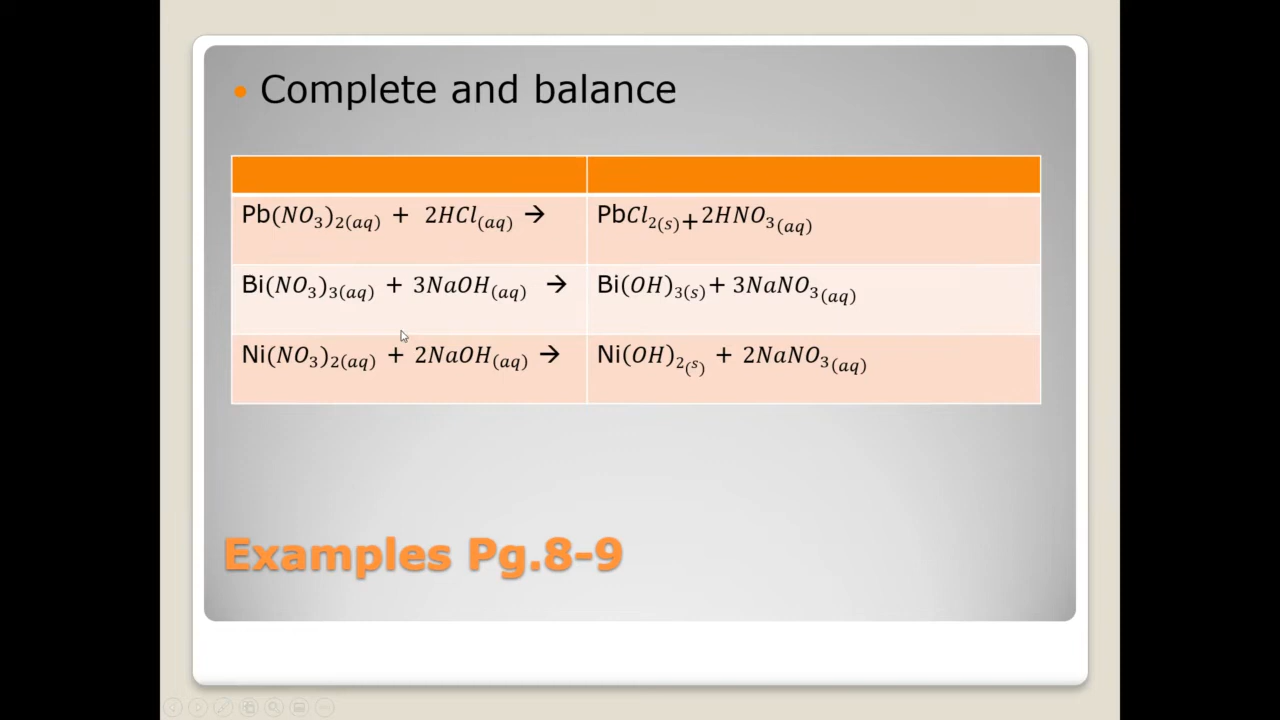 • Complete and balance
Pb(NO₃)₂(aq) + 2HCl(aq) → PbCl₂(s) + 2HNO₃(aq)
Bi(NO₃)₃(aq) + 3NaOH(aq) → Bi(OH)₃(s) + 3NaNO₃(aq)
Ni(NO₃)₂(aq) + 2NaOH(aq) → Ni(OH)₂(s) + 2NaNO₃(aq)
Examples Pg.8-9